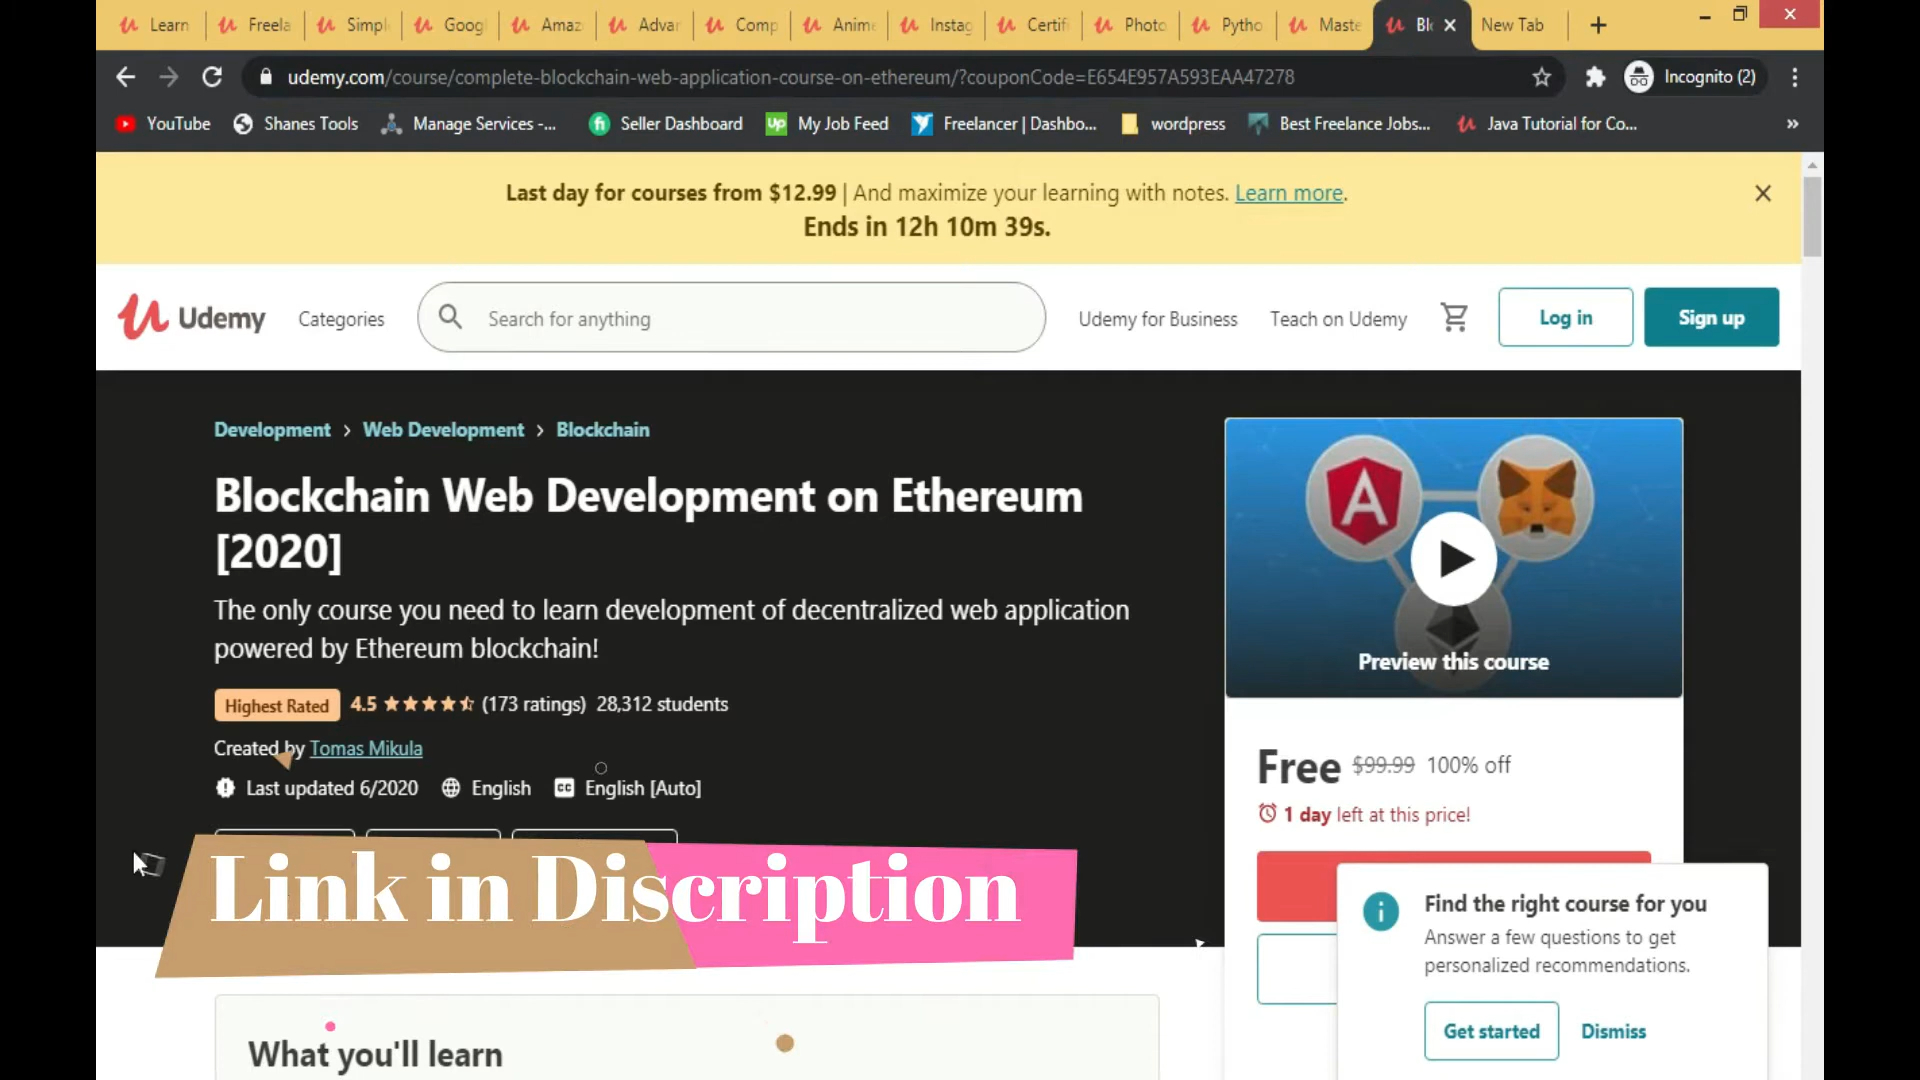 Learn
Freela
Simpl
Goog
Amaz
Advar
Comp
Anime
Instag
Certifi
Photo
Pytho
Maste
Blo
New Tab
udemy.com/course/complete-blockchain-web-application-course-on-ethereum/?couponCode=E654E957A593EAA47278
Incognito (2)
YouTube
Shanes Tools
Manage Services -...
fi
Seller Dashboard
up
My Job Feed
Freelancer | Dashbo...
wordpress
Best Freelance Jobs...
Java Tutorial for Co...
»
Last day for courses from $12.99 | And maximize your learning with notes. Learn more.
Ends in 12h 10m 39s.
Udemy
Categories
Search for anything
Udemy for Business
Teach on Udemy
Log in
Sign up
Development > Web Development > Blockchain
Blockchain Web Development on Ethereum
[2020]
The only course you need to learn development of decentralized web application
powered by Ethereum blockchain!
Highest Rated 4.5 (173 ratings) 28,312 students
Created by Tomas Mikula
Last updated 6/2020 English CC English [Auto]
Link in Discription
What you'll learn
A
Preview this course
Free $99.99 100% off
1 day left at this price!
Find the right course for you
Answer a few questions to get
personalized recommendations.
Get started
Dismiss